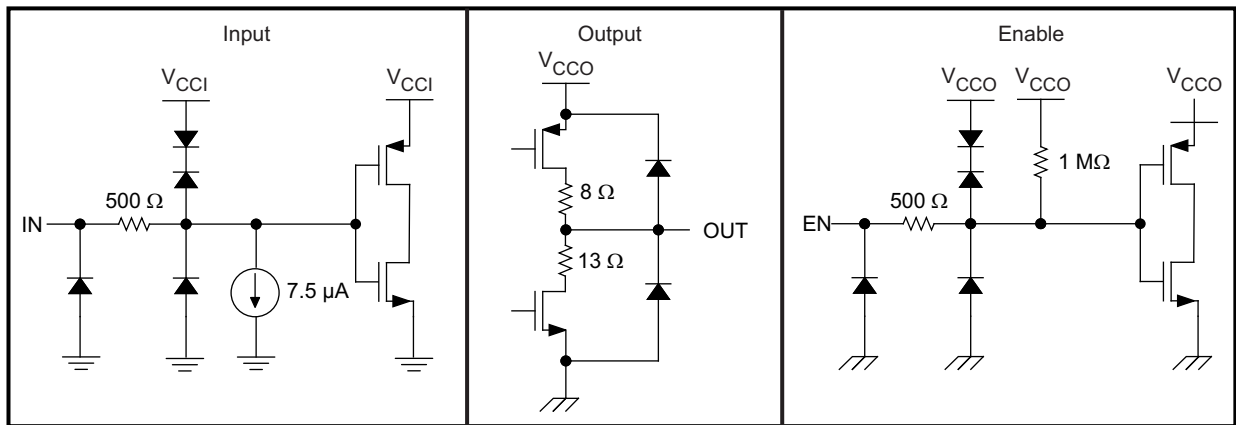 Input
V_CCI
V_CCI
500 Ω
IN
7.5 µA
Output
V_CCO
8 Ω
OUT
13 Ω
Enable
V_CCO
V_CCO
V_CCO
1 MΩ
500 Ω
EN